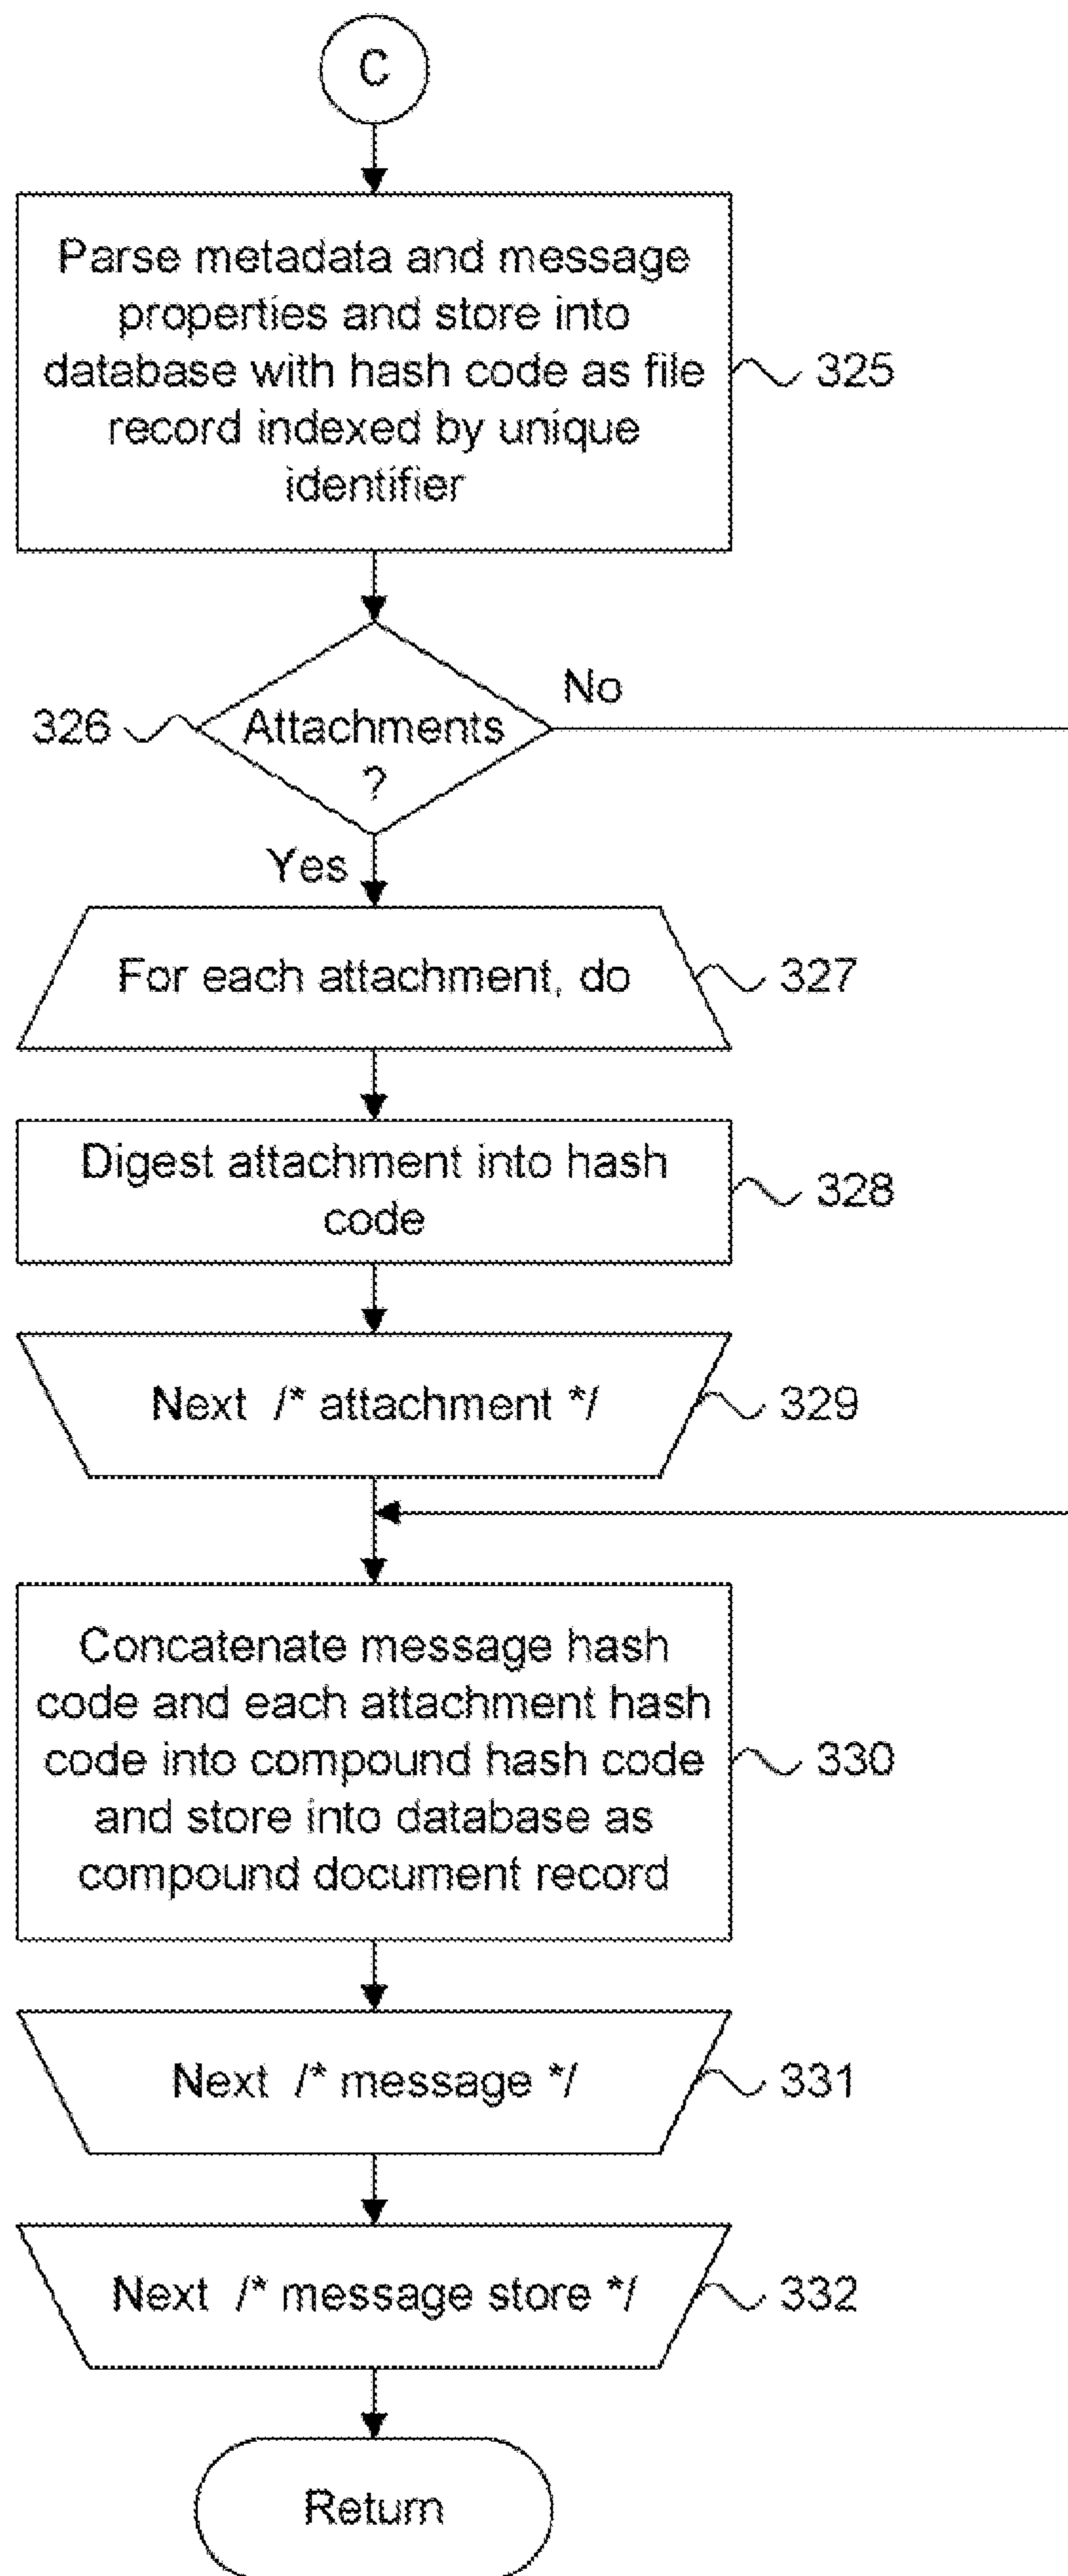 C
Parse metadata and message
properties and store into
database with hash code as file
record indexed by unique
identifier
325
No
326
Attachments
?
Yes
For each attachment, do
327
Digest attachment into hash
code
328
Next /* attachment */
329
Concatenate message hash
code and each attachment hash
code into compound hash code
and store into database as
compound document record
330
Next /* message */
331
Next /* message store */
332
Return